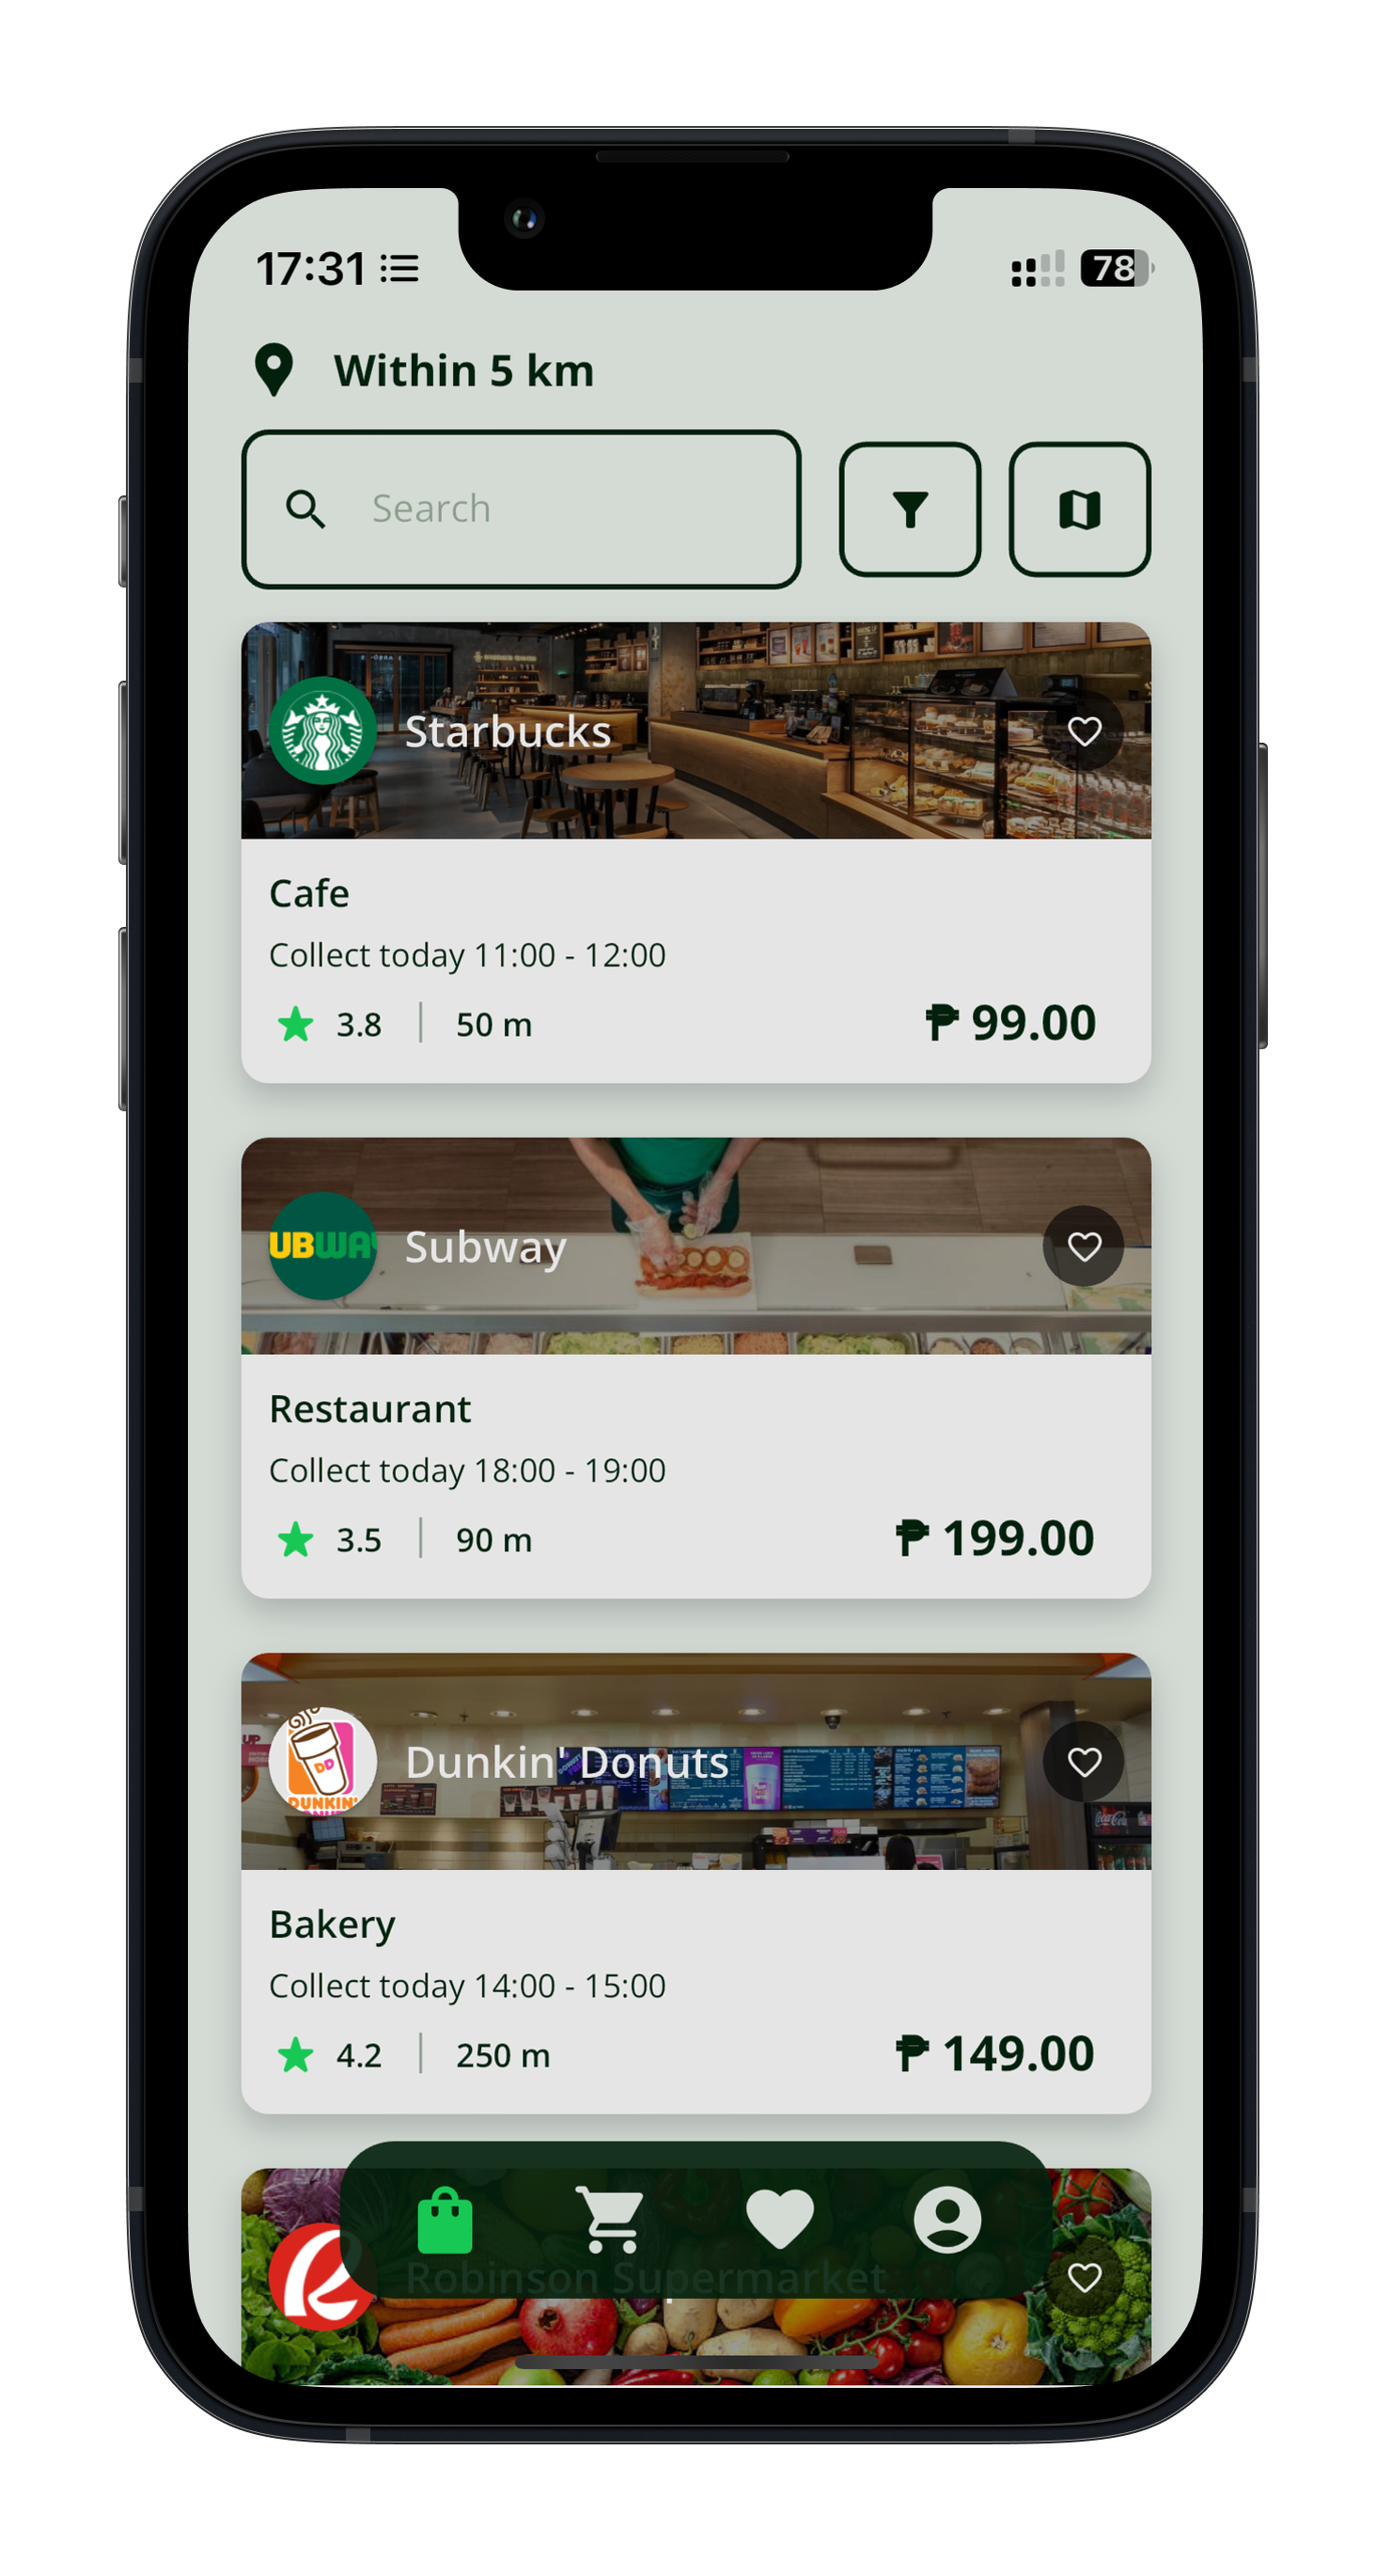 17:31
78
Within 5 km
Search
Starbucks
Cafe
Collect today 11:00 - 12:00
3.8
50 m
₱ 99.00
UBWA
Subway
Restaurant
Collect today 18:00 - 19:00
3.5
90 m
₱ 199.00
DD
DUNKIN'
Dunkin' Donuts
Bakery
Collect today 14:00 - 15:00
4.2
250 m
₱ 149.00
Robinson Supermarket